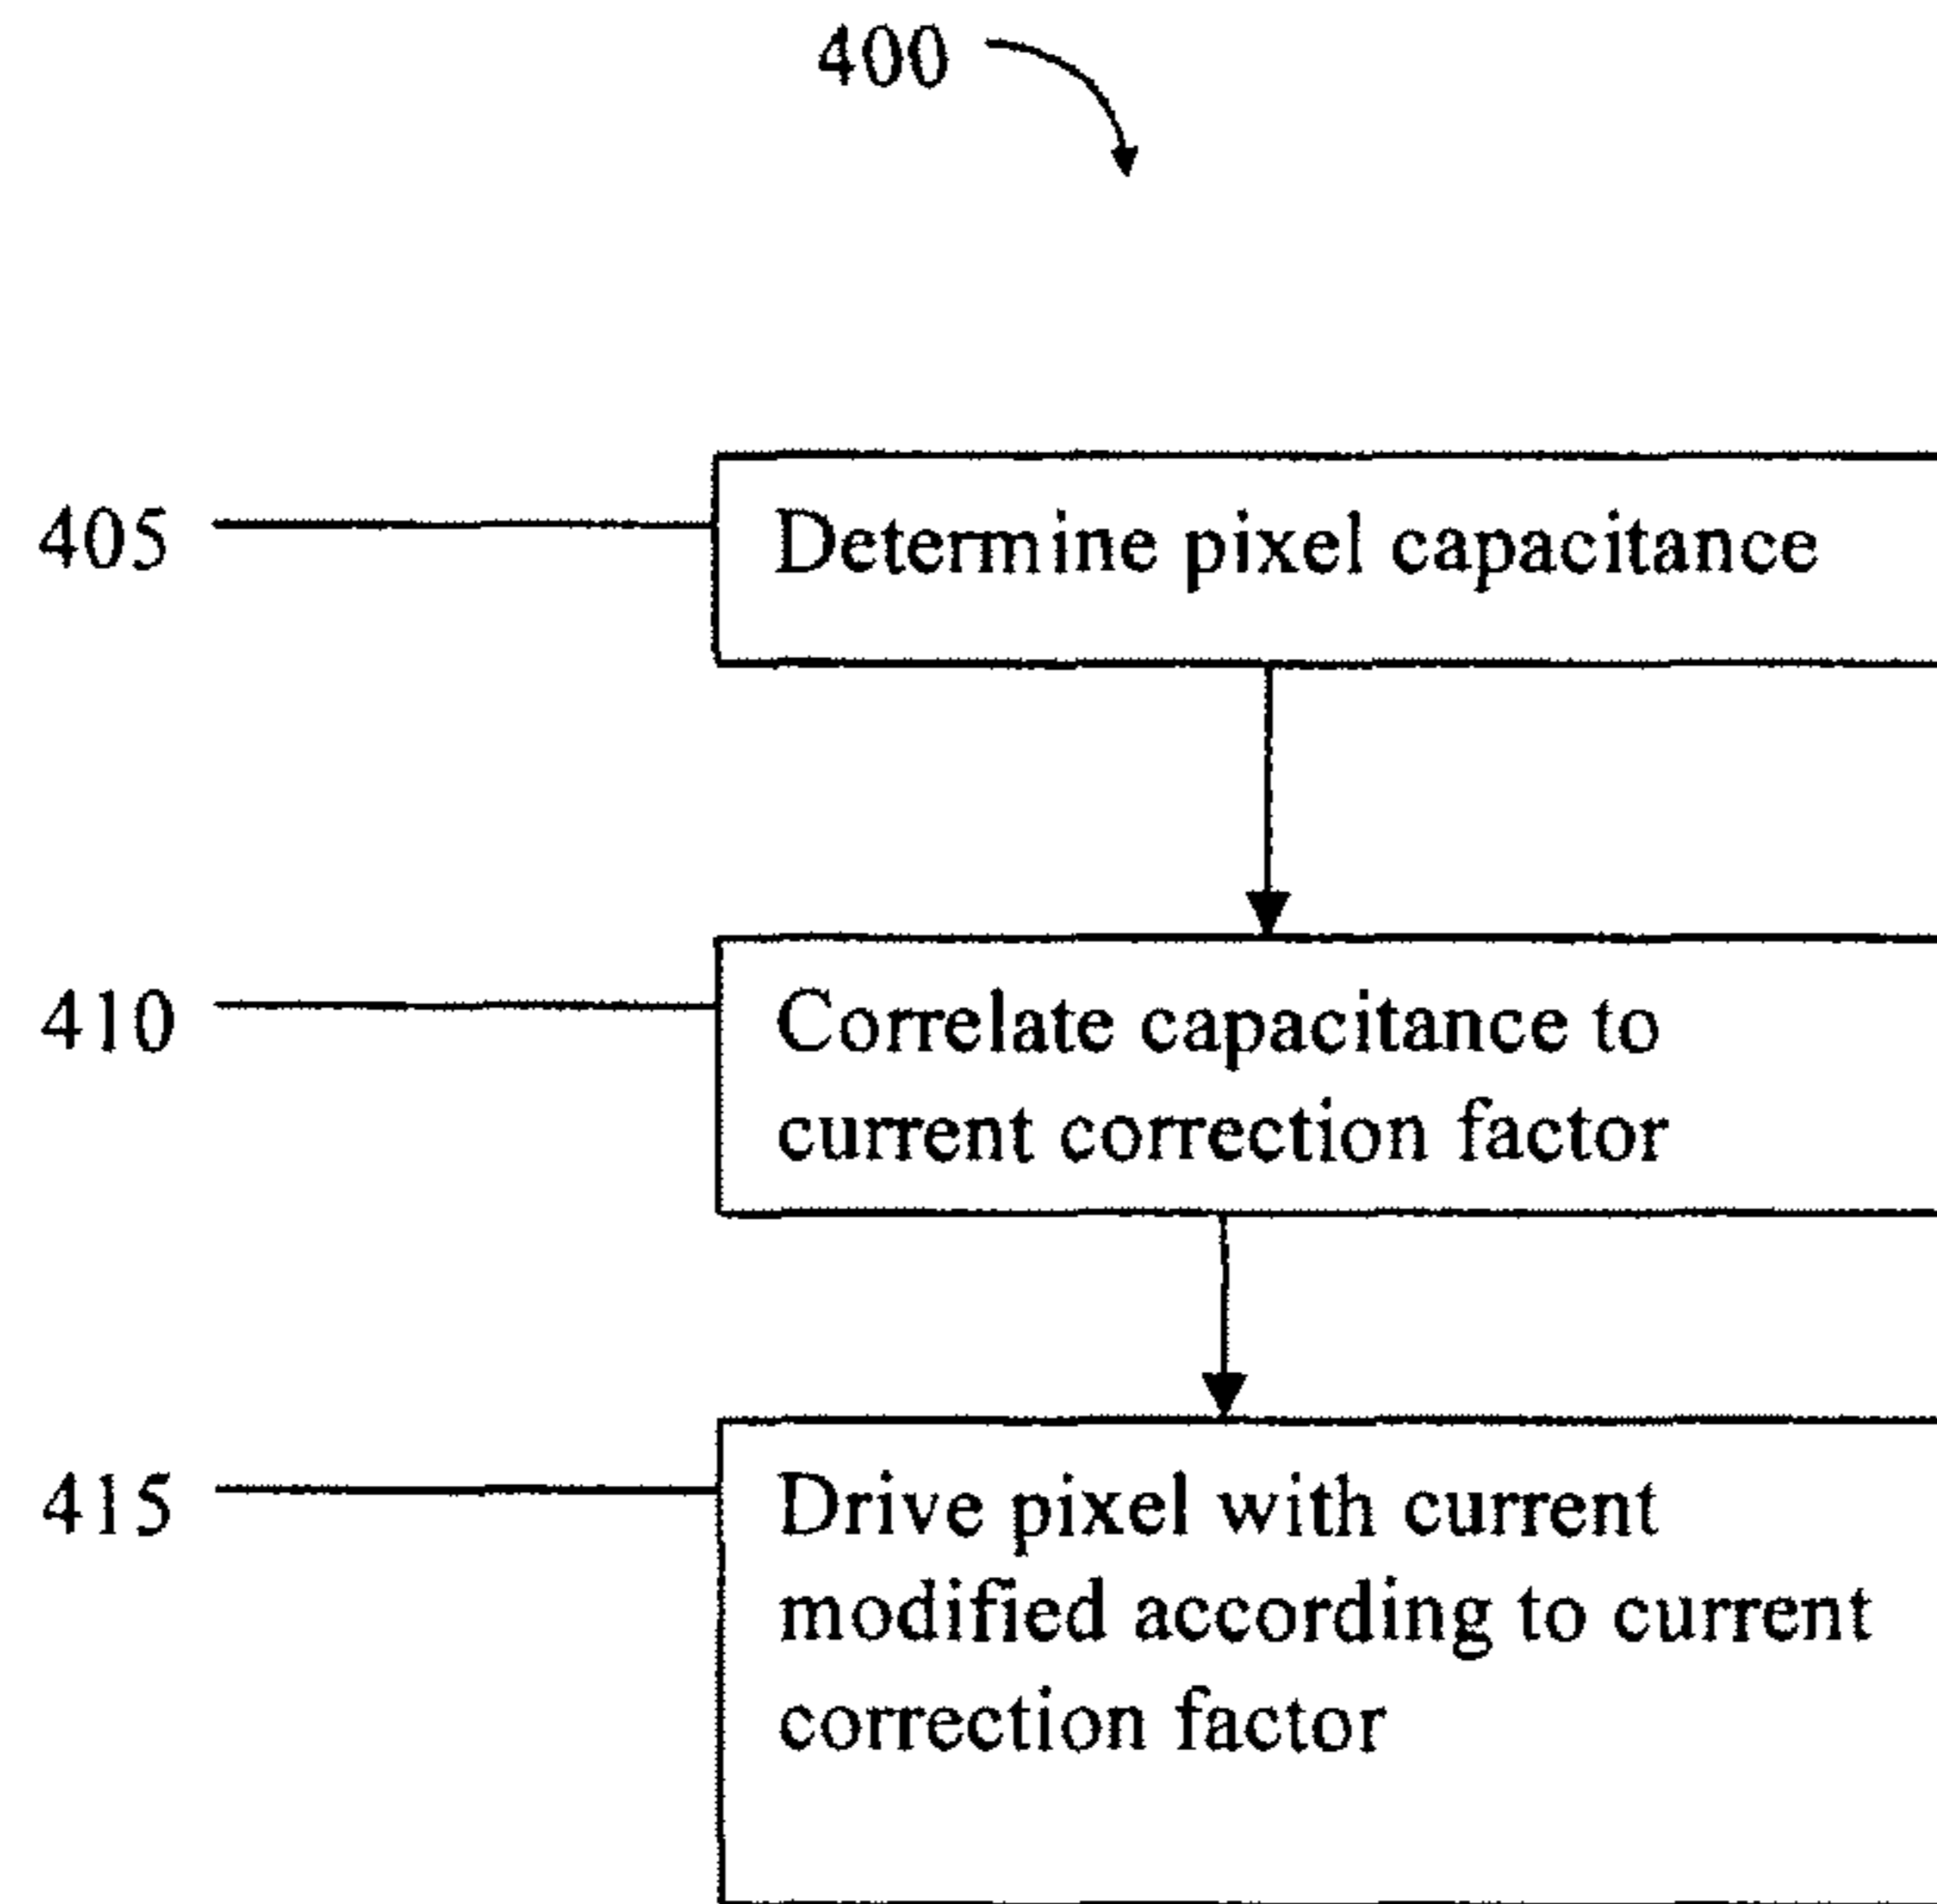 400
405
Determine pixel capacitance
410
Correlate capacitance to
current correction factor
415
Drive pixel with current
modified according to current
correction factor